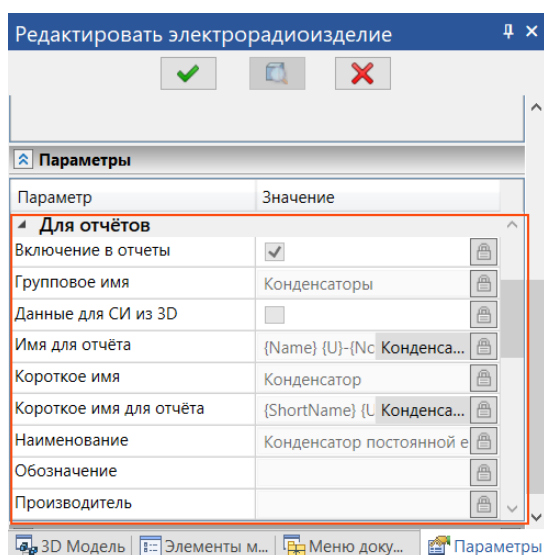 Редактировать электрорадиоизделие
Параметры
Параметр Значение
Для отчётов
Включение в отчеты
Групповое имя Конденсаторы
Данные для СИ из 3D
Имя для отчёта {Name} {U}-{Nc Конденса...
Короткое имя Конденсатор
Короткое имя для отчёта {ShortName} {U Конденса...
Наименование Конденсатор постоянной е
Обозначение
Производитель
3D Модель Элементы м... Меню доку... Параметры